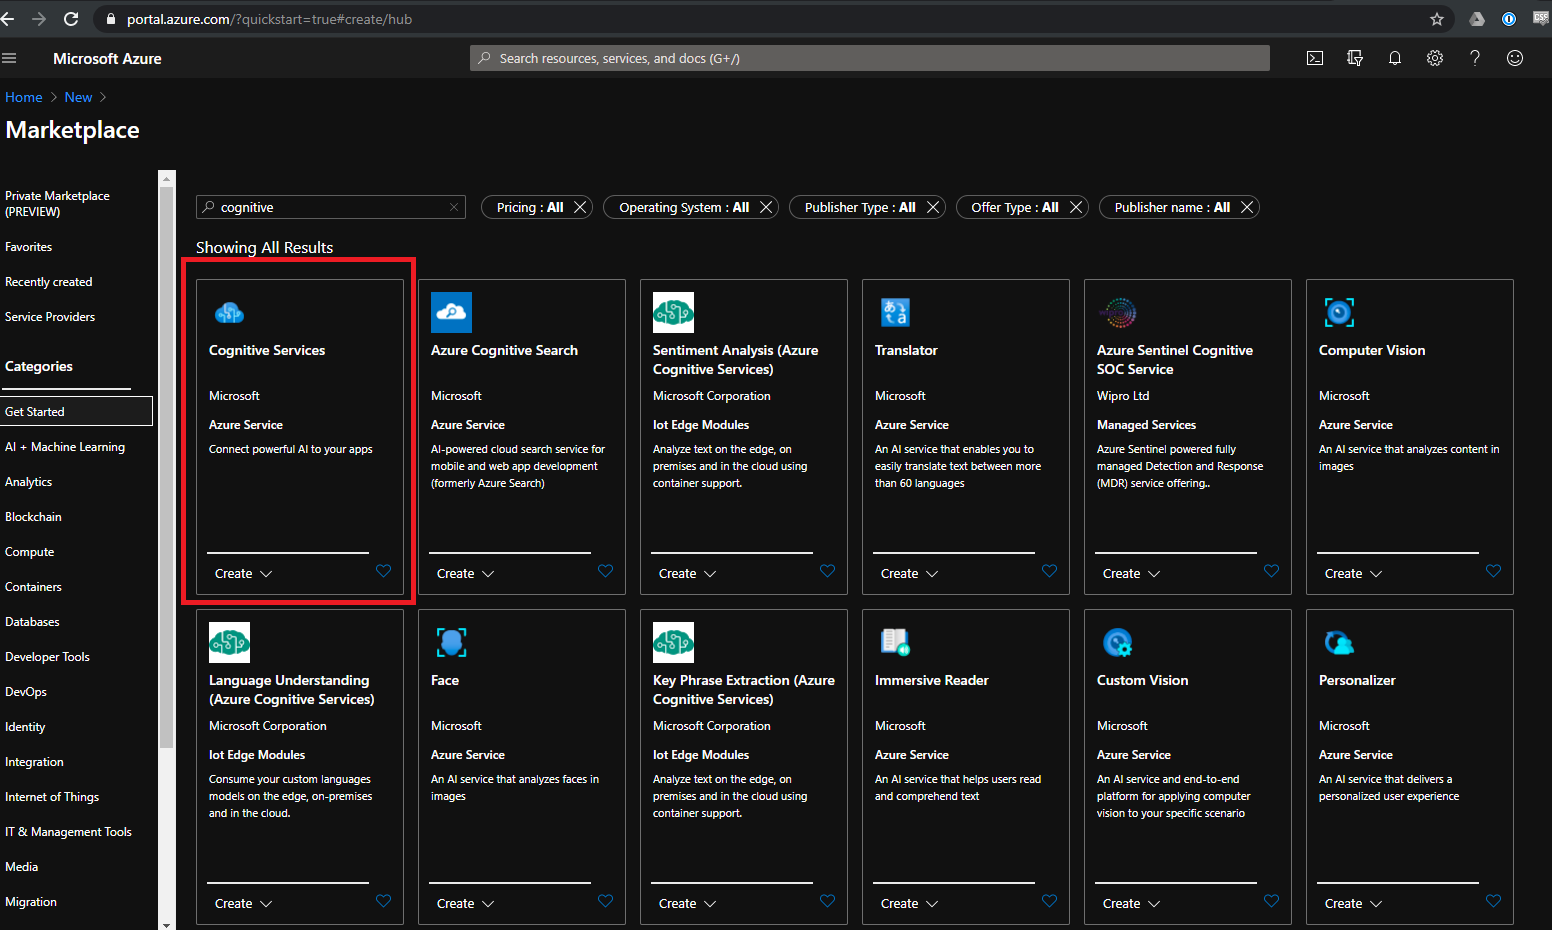 portal.azure.com/?quickstart=true#create/hub
Microsoft Azure
Search resources, services, and docs (G+/)
Home
New
Marketplace
Private Marketplace
(PREVIEW)
Favorites
Recently created
Service Providers
Categories
Get Started
AI + Machine Learning
Analytics
Blockchain
Compute
Containers
Databases
Developer Tools
DevOps
Identity
Integration
Internet of Things
IT & Management Tools
Media
Migration
cognitive
Pricing : All
Operating System : All
Publisher Type : All
Offer Type : All
Publisher name : All
Showing All Results
Cognitive Services
Microsoft
Azure Service
Connect powerful AI to your apps
Create
Azure Cognitive Search
Microsoft
Azure Service
AI-powered cloud search service for
mobile and web app development
(formerly Azure Search)
Create
Sentiment Analysis (Azure
Cognitive Services)
Microsoft Corporation
Iot Edge Modules
Analyze text on the edge, on
premises and in the cloud using
container support.
Create
あ
a
Translator
Microsoft
Azure Service
An AI service that enables you to
easily translate text between more
than 60 languages
Create
Azure Sentinel Cognitive
SOC Service
Wipro Ltd
Managed Services
Azure Sentinel powered fully
managed Detection and Response
(MDR) service offering..
Create
Computer Vision
Microsoft
Azure Service
An AI service that analyzes content in
images
Create
Language Understanding
(Azure Cognitive Services)
Microsoft Corporation
Iot Edge Modules
Consume your custom languages
models on the edge, on-premises
and in the cloud.
Create
Face
Microsoft
Azure Service
An AI service that analyzes faces in
images
Create
Key Phrase Extraction (Azure
Cognitive Services)
Microsoft Corporation
Iot Edge Modules
Analyze text on the edge, on
premises and in the cloud using
container support.
Create
Immersive Reader
Microsoft
Azure Service
An AI service that helps users read
and comprehend text
Create
Custom Vision
Microsoft
Azure Service
An AI service and end-to-end
platform for applying computer
vision to your specific scenario
Create
Personalizer
Microsoft
Azure Service
An AI service that delivers a
personalized user experience
Create